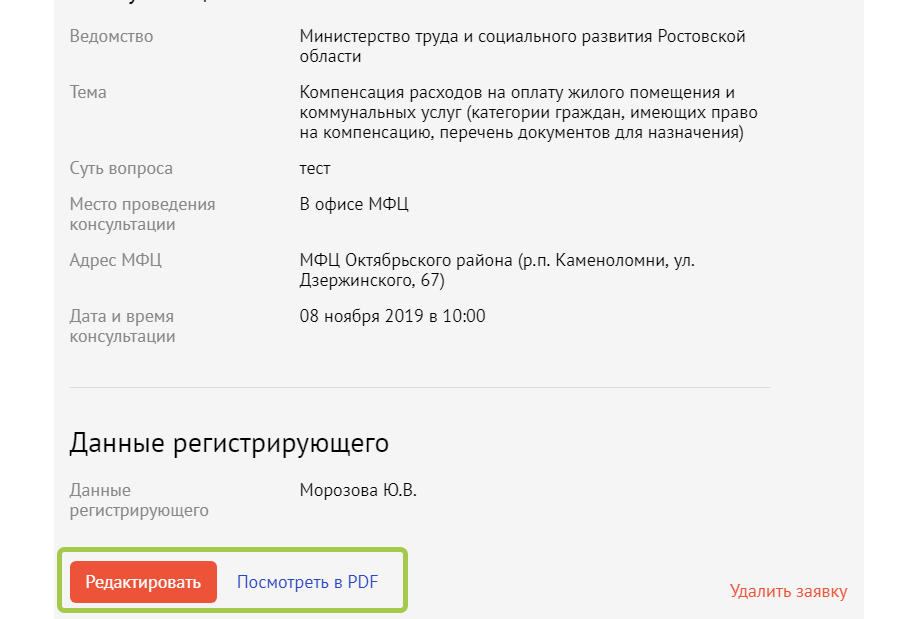 Ведомство
Министерство труда и социального развития Ростовской
области
Тема
Компенсация расходов на оплату жилого помещения и
коммунальных услуг (категории граждан, имеющих право
на компенсацию, перечень документов для назначения)
Суть вопроса
тест
Место проведения
консультации
В офисе МФЦ
Адрес МФЦ
МФЦ Октябрьского района (р.п. Каменоломни, ул.
Дзержинского, 67)
Дата и время
консультации
08 ноября 2019 в 10:00
Данные регистрирующего
Данные
регистрирующего
Морозова Ю.В.
Редактировать
Посмотреть в PDF
Удалить заявку